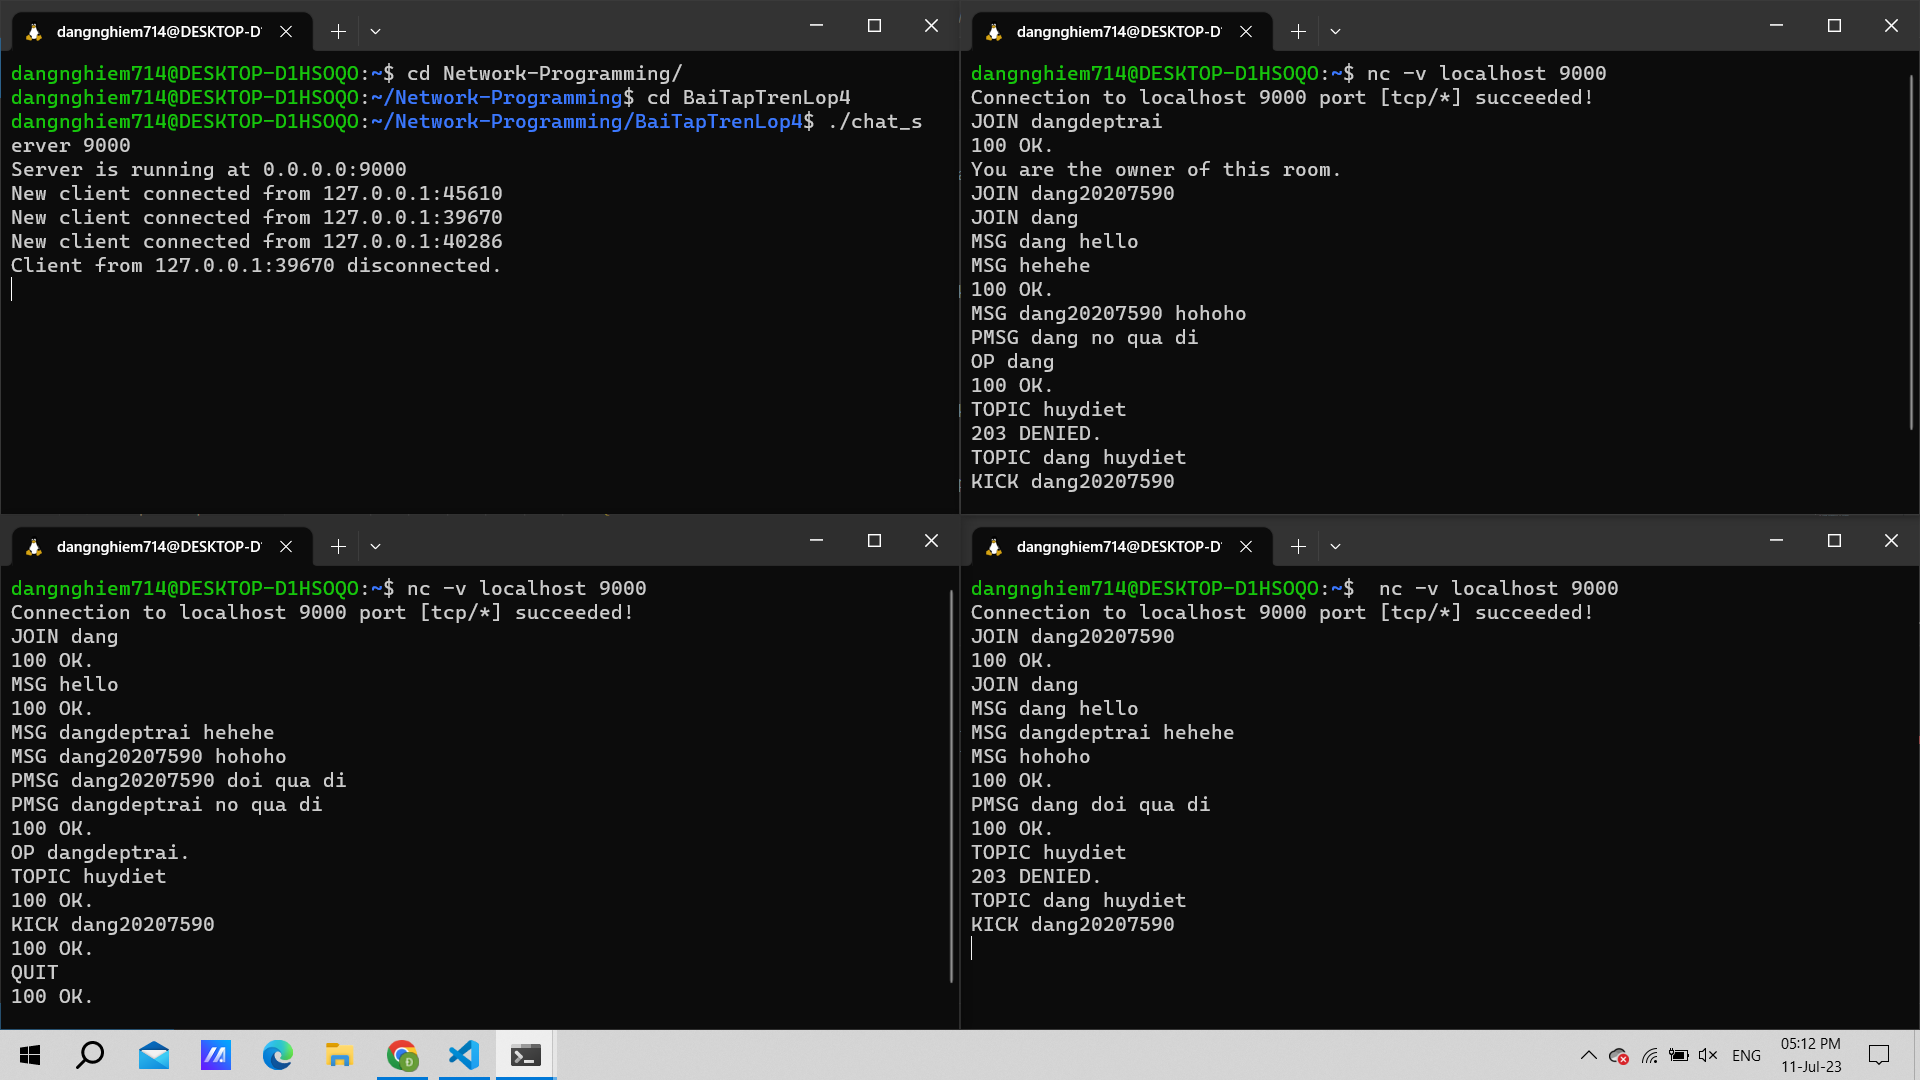 dangnghiem714@DESKTOP-D
dangnghiem714@DESKTOP-D1HSOQO:~$ cd Network-Programming/
dangnghiem714@DESKTOP-D1HSOQO:~/Network-Programming$ cd BaiTapTrenLop4
dangnghiem714@DESKTOP-D1HSOQO:~/Network-Programming/BaiTapTrenLop4$ ./chat_s
erver 9000
Server is running at 0.0.0.0:9000
New client connected from 127.0.0.1:45610
New client connected from 127.0.0.1:39670
New client connected from 127.0.0.1:40286
Client from 127.0.0.1:39670 disconnected.
dangnghiem714@DESKTOP-D
dangnghiem714@DESKTOP-D1HSOQO:~$ nc -v localhost 9000
Connection to localhost 9000 port [tcp/*] succeeded!
JOIN dangdeptrai
100 OK.
You are the owner of this room.
JOIN dang20207590
JOIN dang
MSG dang hello
MSG hehehe
100 OK.
MSG dang20207590 hohoho
PMSG dang no qua di
OP dang
100 OK.
TOPIC huydiet
203 DENIED.
TOPIC dang huydiet
KICK dang20207590
dangnghiem714@DESKTOP-D
dangnghiem714@DESKTOP-D1HSOQO:~$ nc -v localhost 9000
Connection to localhost 9000 port [tcp/*] succeeded!
JOIN dang
100 OK.
MSG hello
100 OK.
MSG dangdeptrai hehehe
MSG dang20207590 hohoho
PMSG dang20207590 doi qua di
PMSG dangdeptrai no qua di
100 OK.
OP dangdeptrai.
TOPIC huydiet
100 OK.
KICK dang20207590
100 OK.
QUIT
100 OK.
dangnghiem714@DESKTOP-D
dangnghiem714@DESKTOP-D1HSOQO:~$  nc -v localhost 9000
Connection to localhost 9000 port [tcp/*] succeeded!
JOIN dang20207590
100 OK.
JOIN dang
MSG dang hello
MSG dangdeptrai hehehe
MSG hohoho
100 OK.
PMSG dang doi qua di
100 OK.
TOPIC huydiet
203 DENIED.
TOPIC dang huydiet
KICK dang20207590
ENG
05:12 PM
11-Jul-23